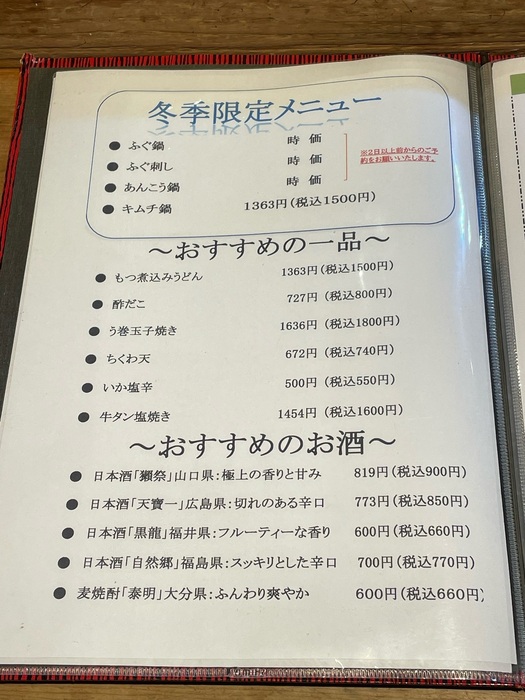 冬季限定メニュー
● ふぐ鍋 時 価
● ふぐ刺し 時 価
● あんこう鍋 時 価
※2日以上前からのご予
約をお願いいたします。
● キムチ鍋 1363円(税込1500円)
～おすすめの一品～
● もつ煮込みうどん 1363円(税込1500円)
● 酢だこ 727円(税込800円)
● う巻玉子焼き 1636円(税込1800円)
● ちくわ天 672円(税込740円)
● いか塩辛 500円(税込550円)
● 牛タン塩焼き 1454円(税込1600円)
～おすすめのお酒～
● 日本酒「獺祭」山口県:極上の香りと甘み 819円(税込900円)
● 日本酒「天寶一」広島県:切れのある辛口 773円(税込850円)
● 日本酒「黒龍」福井県:フルーティーな香り 600円(税込660円)
● 日本酒「自然郷」福島県:スッキリとした辛口 700円(税込770円)
● 麦焼酎「泰明」大分県:ふんわり爽やか 600円(税込660円)